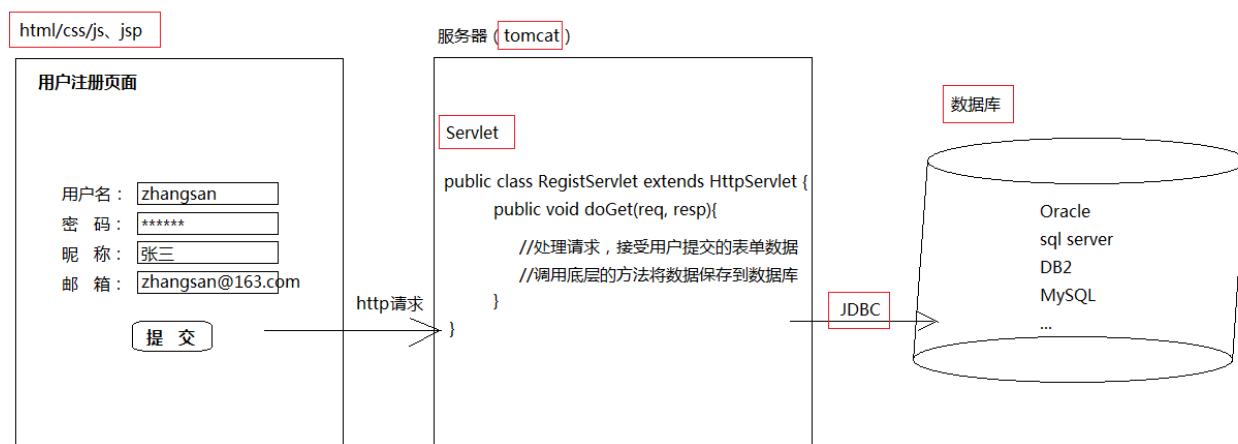 html/css/js、jsp
用户注册页面
用户名： zhangsan
密 码： ******
昵 称： 张三
邮 箱： zhangsan@163.com
提 交
http请求
服务器（tomcat）
Servlet
public class RegistServlet extends HttpServlet {
public void doGet(req, resp){
//处理请求，接受用户提交的表单数据
//调用底层的方法将数据保存到数据库
}
}
JDBC
数据库
Oracle
sql server
DB2
MySQL
...